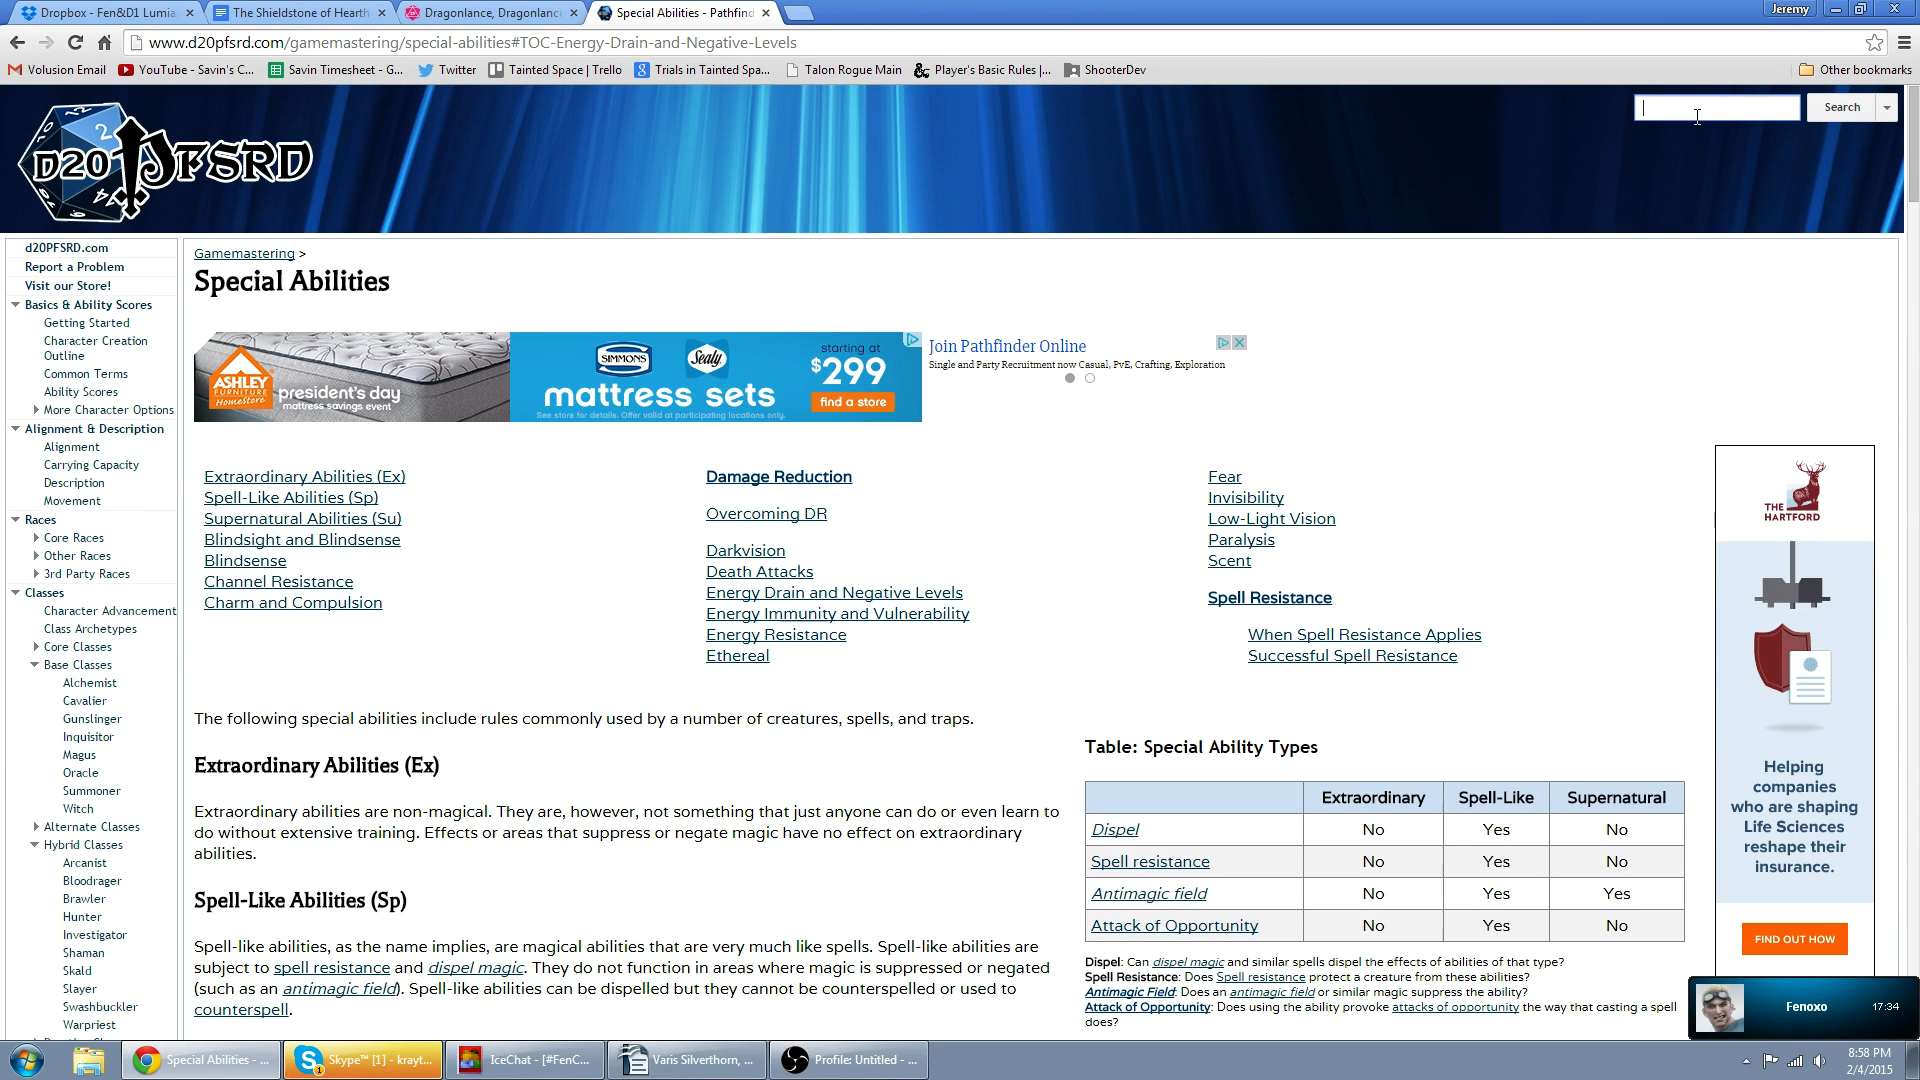 Dropbox - Fen&D1 Lumia
The Shieldstone of Hearth
Dragonlance, Dragonlanc
Special Abilities - Pathfind
Jeremy
www.d20pfsrd.com/gamemastering/special-abilities#TOC-Energy-Drain-and-Negative-Levels
Volusion Email
YouTube - Savin's C...
Savin Timesheet - G...
Twitter
Tainted Space | Trello
Trials in Tainted Spa...
Talon Rogue Main
Player's Basic Rules |...
ShooterDev
Other bookmarks
D20PFSRD
Search
d20PFSRD.com
Report a Problem
Visit our Store!
Basics & Ability Scores
Getting Started
Character Creation
Outline
Common Terms
Ability Scores
More Character Options
Alignment & Description
Alignment
Carrying Capacity
Description
Movement
Races
Core Races
Other Races
3rd Party Races
Classes
Character Advancement
Class Archetypes
Core Classes
Base Classes
Alchemist
Cavalier
Gunslinger
Inquisitor
Magus
Oracle
Summoner
Witch
Alternate Classes
Hybrid Classes
Arcanist
Bloodrager
Brawler
Hunter
Investigator
Shaman
Skald
Slayer
Swashbuckler
Warpriest
Gamemastering >
Special Abilities
ASHLEY
FURNITURE
HomeStore
president's day
mattress savings event
SIMMONS
Sealy
mattress sets
starting at
$299
find a store
See store for details. Offer valid at participating locations only.
Join Pathfinder Online
Single and Party Recruitment now Casual, PvE, Crafting, Exploration
Extraordinary Abilities (Ex)
Spell-Like Abilities (Sp)
Supernatural Abilities (Su)
Blindsight and Blindsense
Blindsense
Channel Resistance
Charm and Compulsion
Damage Reduction
Overcoming DR
Darkvision
Death Attacks
Energy Drain and Negative Levels
Energy Immunity and Vulnerability
Energy Resistance
Ethereal
Fear
Invisibility
Low-Light Vision
Paralysis
Scent
Spell Resistance
When Spell Resistance Applies
Successful Spell Resistance
The following special abilities include rules commonly used by a number of creatures, spells, and traps.
Extraordinary Abilities (Ex)
Extraordinary abilities are non-magical. They are, however, not something that just anyone can do or even learn to
do without extensive training. Effects or areas that suppress or negate magic have no effect on extraordinary
abilities.
Spell-Like Abilities (Sp)
Spell-like abilities, as the name implies, are magical abilities that are very much like spells. Spell-like abilities are
subject to spell resistance and dispel magic. They do not function in areas where magic is suppressed or negated
(such as an antimagic field). Spell-like abilities can be dispelled but they cannot be counterspelled or used to
counterspell.
Table: Special Ability Types
Extraordinary Spell-Like Supernatural
Dispel No Yes No
Spell resistance No Yes No
Antimagic field No Yes Yes
Attack of Opportunity No Yes No
Dispel: Can dispel magic and similar spells dispel the effects of abilities of that type?
Spell Resistance: Does Spell resistance protect a creature from these abilities?
Antimagic Field: Does an antimagic field or similar magic suppress the ability?
Attack of Opportunity: Does using the ability provoke attacks of opportunity the way that casting a spell
does?
THE
HARTFORD
Helping
companies
who are shaping
Life Sciences
reshape their
insurance.
FIND OUT HOW
Fenoxo
17:34
Special Abilities - ...
Skype™ [1] - krayt...
IceChat - [#FenC...
Varis Silverthorn, ...
Profile: Untitled - ...
8:58 PM
2/4/2015